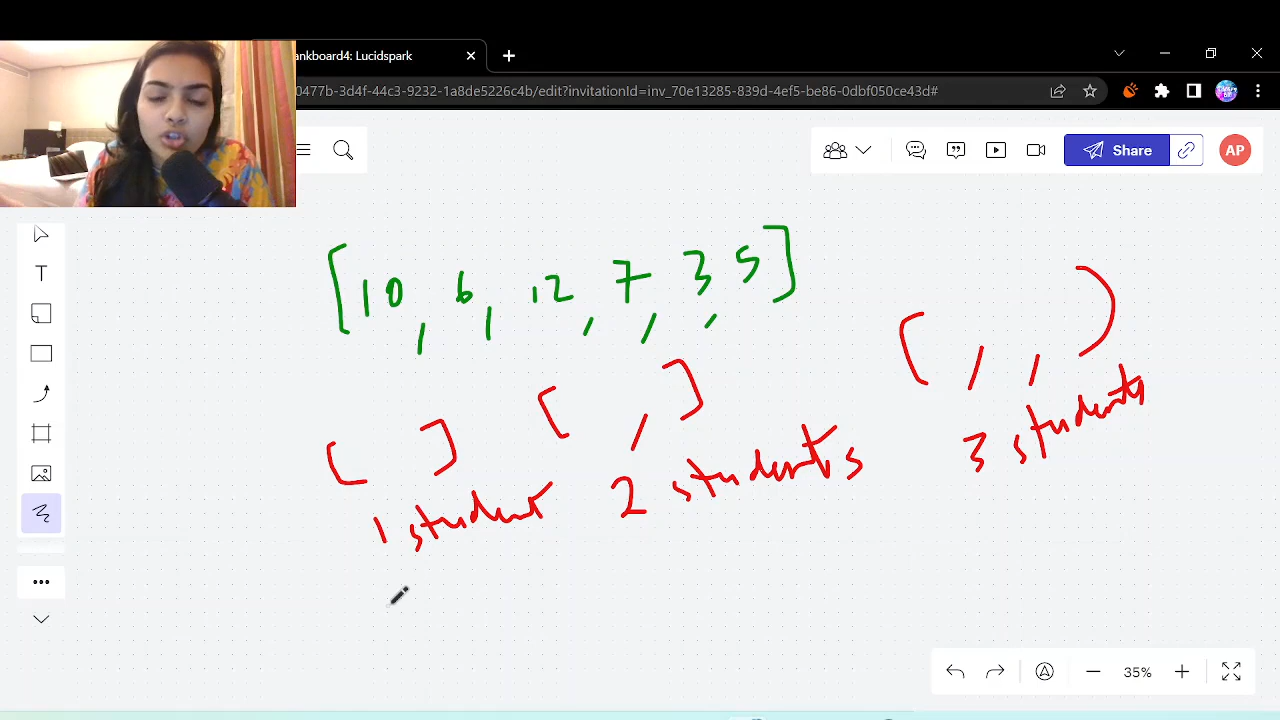 ankboard4: Lucidspark
0477b-3d4f-44c3-9232-1a8de5226c4b/edit?invitationId=inv_70e13285-839d-4ef5-be86-0dbf050ce43d#
Share
AP
T
[10, 6, 12, 7, 3, 5]
[ ] [ , ] [ , , )
1 student 2 students 3 students
35%